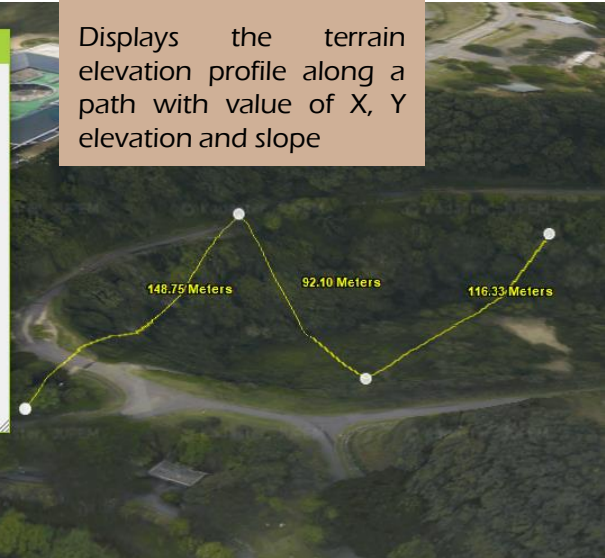 Displays the terrain
elevation profile along a
path with value of X, Y
elevation and slope
148.75 Meters
92.10 Meters
116.33 Meters